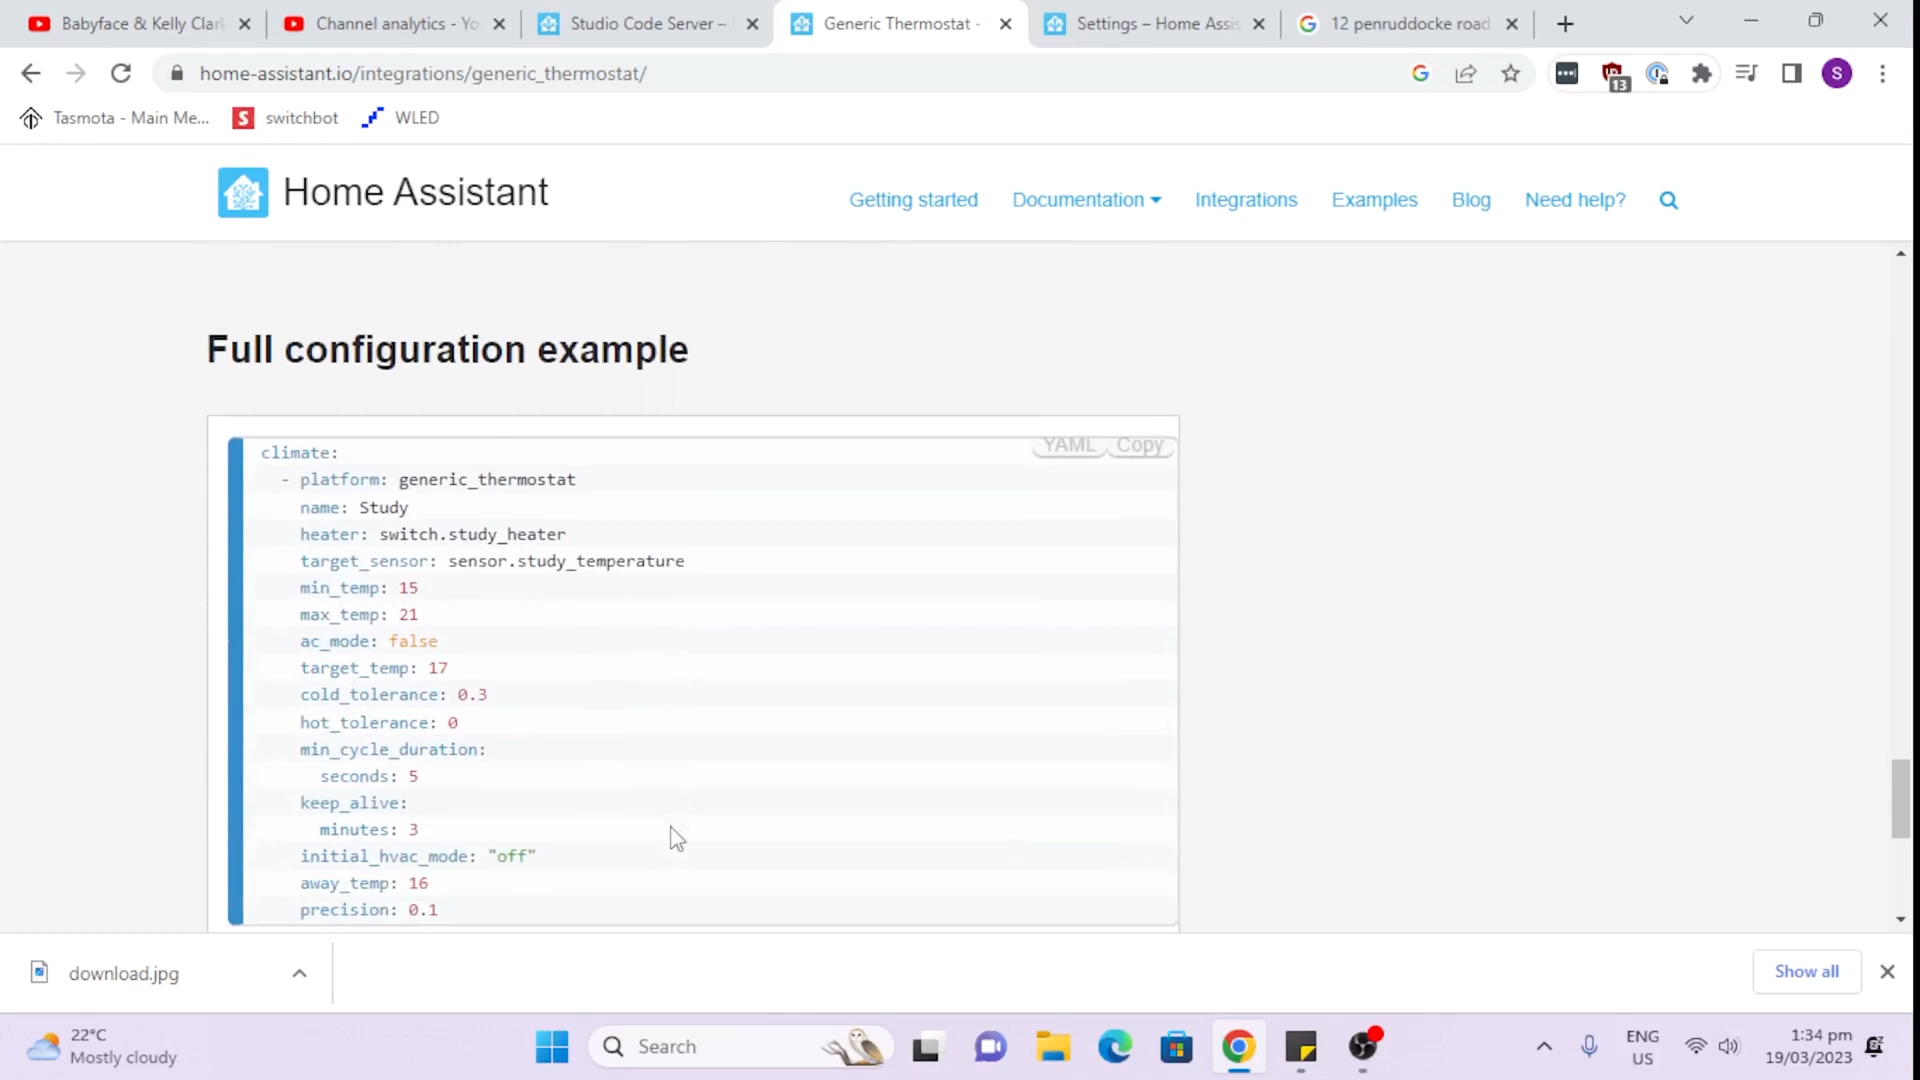 Babyface & Kelly Clar
Channel analytics - Yo
Studio Code Server –
Generic Thermostat -
Settings – Home Assis
12 penruddocke road
home-assistant.io/integrations/generic_thermostat/
13
S
Tasmota - Main Me...
switchbot
WLED
Home Assistant
Getting started
Documentation
Integrations
Examples
Blog
Need help?
Full configuration example
YAML
Copy
climate:
- platform: generic_thermostat
name: Study
heater: switch.study_heater
target_sensor: sensor.study_temperature
min_temp: 15
max_temp: 21
ac_mode: false
target_temp: 17
cold_tolerance: 0.3
hot_tolerance: 0
min_cycle_duration:
seconds: 5
keep_alive:
minutes: 3
initial_hvac_mode: "off"
away_temp: 16
precision: 0.1
download.jpg
Show all
22°C
Mostly cloudy
Search
ENG
US
1:34 pm
19/03/2023